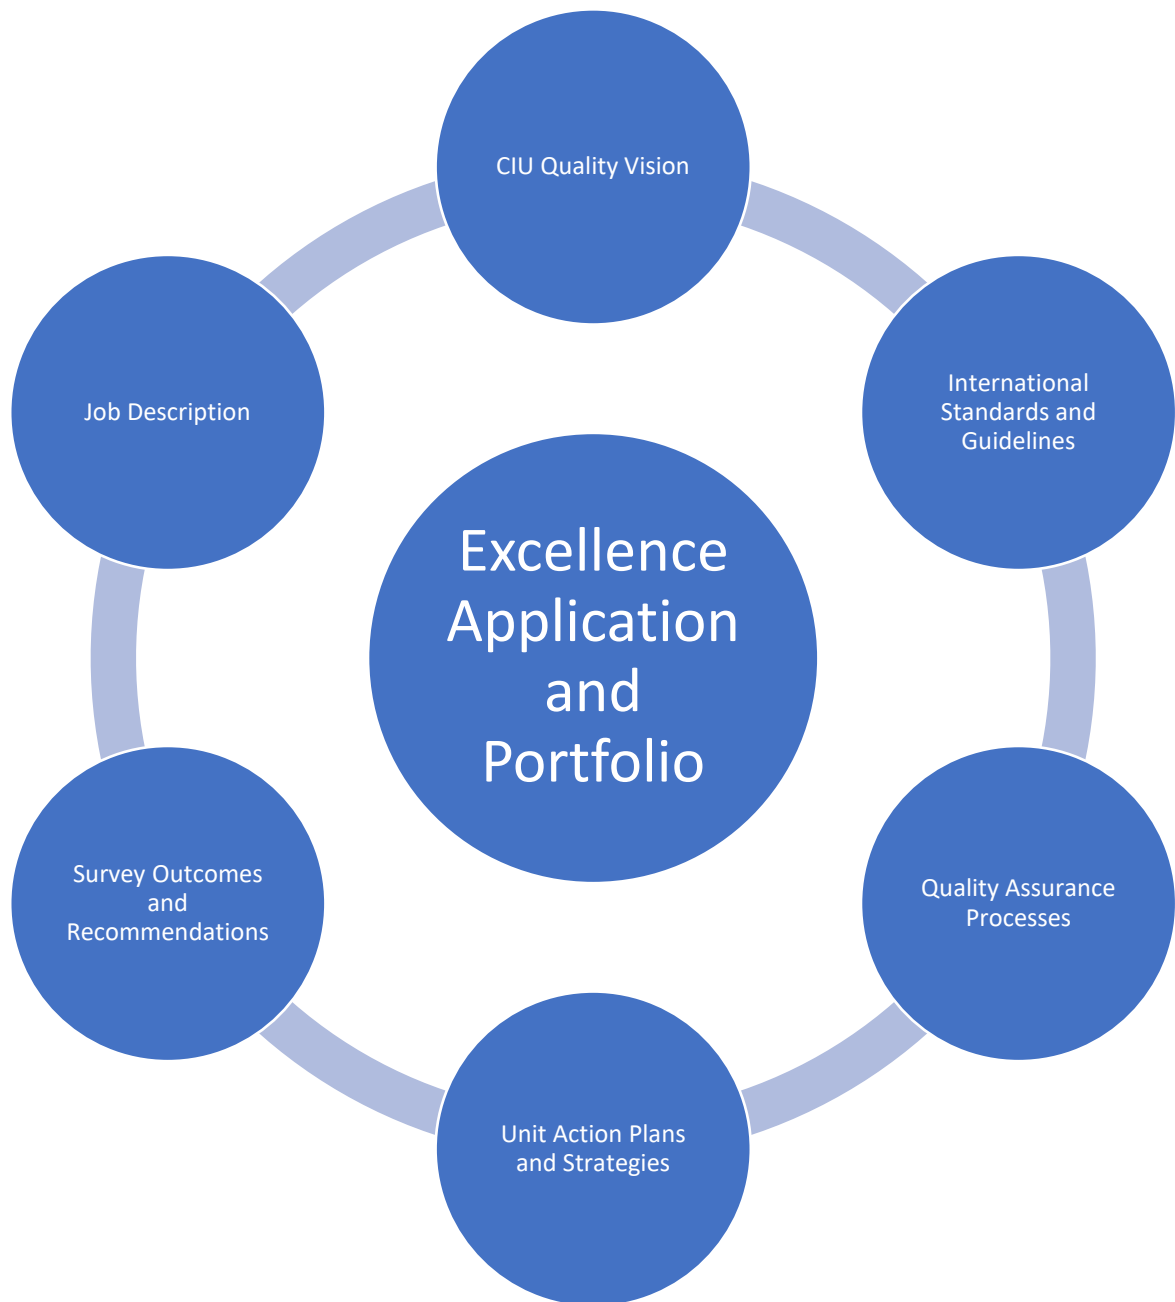 CIU Quality Vision
International
Standards and
Guidelines
Job Description
Excellence
Application
and
Portfolio
Survey Outcomes
and
Recommendations
Quality Assurance
Processes
Unit Action Plans
and Strategies